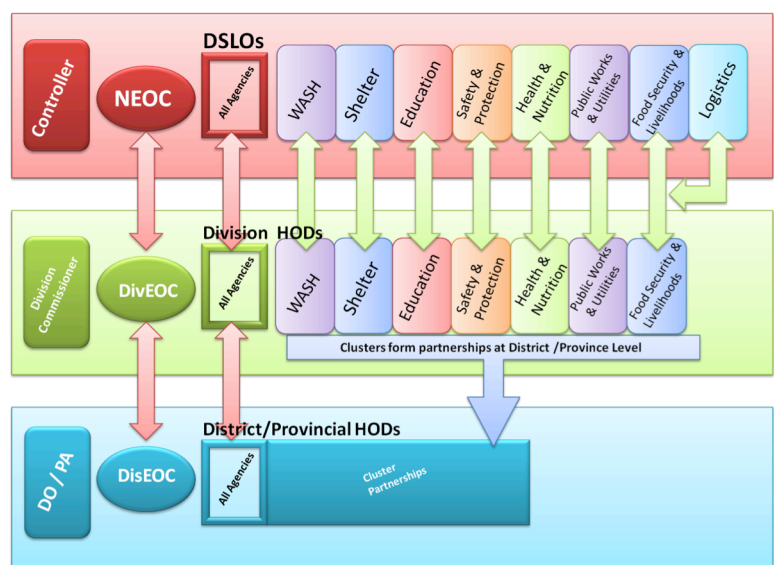 DSLOs
Controller
NEOC
All Agencies
WASH
Shelter
Education
Safety &
Protection
Health &
Nutrition
Public Works
& Utilities
Food Security &
Livelihoods
Logistics
Division HODs
Division
Commissioner
DivEOC
All Agencies
WASH
Shelter
Education
Safety &
Protection
Health &
Nutrition
Public Works
& Utilities
Food Security &
Livelihoods
Clusters form partnerships at District /Province Level
District/Provincial HODs
DO / PA
DisEOC
All Agencies
Cluster
Partnerships